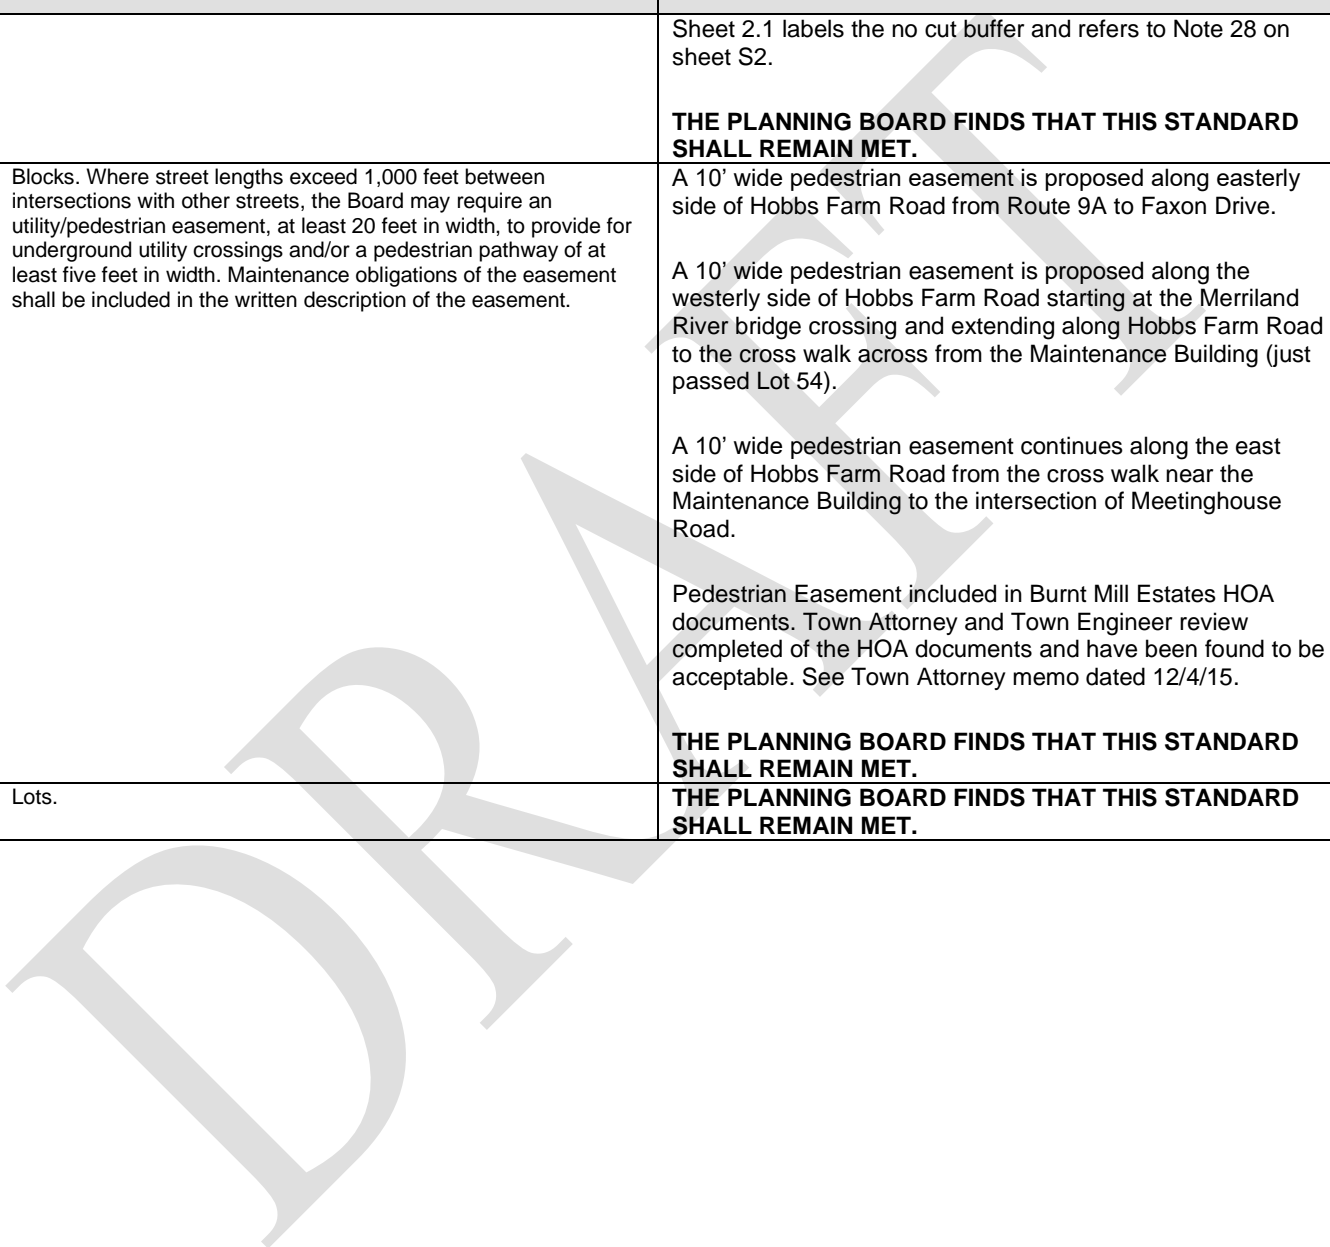 Sheet 2.1 labels the no cut buffer and refers to Note 28 on
sheet S2.
THE PLANNING BOARD FINDS THAT THIS STANDARD
SHALL REMAIN MET.
Blocks. Where street lengths exceed 1,000 feet between
intersections with other streets, the Board may require an
utility/pedestrian easement, at least 20 feet in width, to provide for
underground utility crossings and/or a pedestrian pathway of at
least five feet in width. Maintenance obligations of the easement
shall be included in the written description of the easement.
A 10’ wide pedestrian easement is proposed along easterly
side of Hobbs Farm Road from Route 9A to Faxon Drive.
A 10’ wide pedestrian easement is proposed along the
westerly side of Hobbs Farm Road starting at the Merriland
River bridge crossing and extending along Hobbs Farm Road
to the cross walk across from the Maintenance Building (just
passed Lot 54).
A 10’ wide pedestrian easement continues along the east
side of Hobbs Farm Road from the cross walk near the
Maintenance Building to the intersection of Meetinghouse
Road.
Pedestrian Easement included in Burnt Mill Estates HOA
documents. Town Attorney and Town Engineer review
completed of the HOA documents and have been found to be
acceptable. See Town Attorney memo dated 12/4/15.
THE PLANNING BOARD FINDS THAT THIS STANDARD
SHALL REMAIN MET.
Lots.
THE PLANNING BOARD FINDS THAT THIS STANDARD
SHALL REMAIN MET.
DRAFT